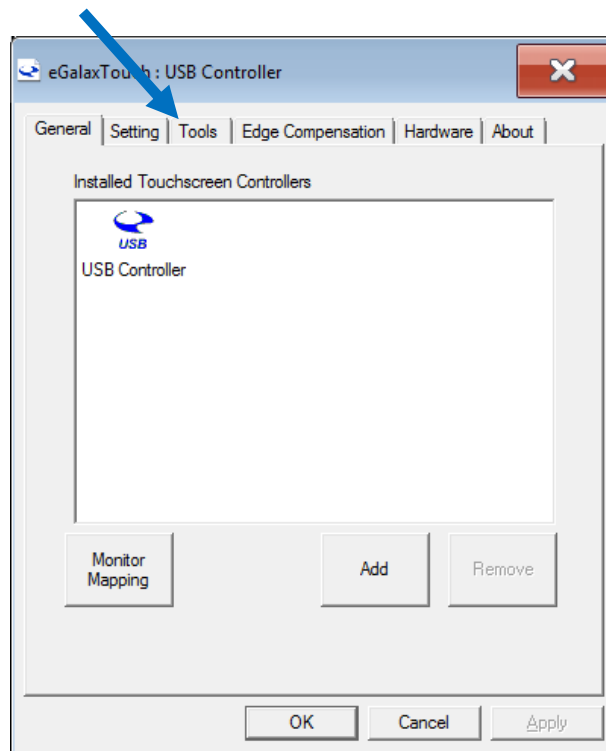 eGalaxTouch : USB Controller
General Setting Tools Edge Compensation Hardware About
Installed Touchscreen Controllers
USB
USB Controller
Monitor
Mapping
Add
Remove
OK
Cancel
Apply